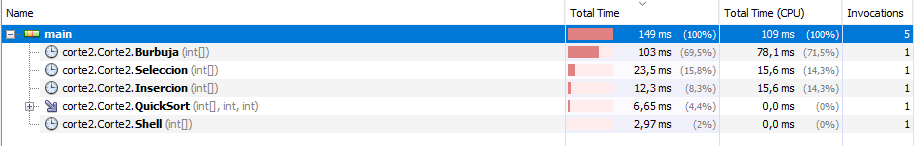 Name Total Time Total Time (CPU) Invocations
main 149 ms (100%) 109 ms (100%) 5
corte2.Corte2.Burbuja (int[]) 103 ms (69,5%) 78,1 ms (71,5%) 1
corte2.Corte2.Seleccion (int[]) 23,5 ms (15,8%) 15,6 ms (14,3%) 1
corte2.Corte2.Insercion (int[]) 12,3 ms (8,3%) 15,6 ms (14,3%) 1
corte2.Corte2.QuickSort (int[], int, int) 6,65 ms (4,4%) 0,0 ms (0%) 1
corte2.Corte2.Shell (int[]) 2,97 ms (2%) 0,0 ms (0%) 1